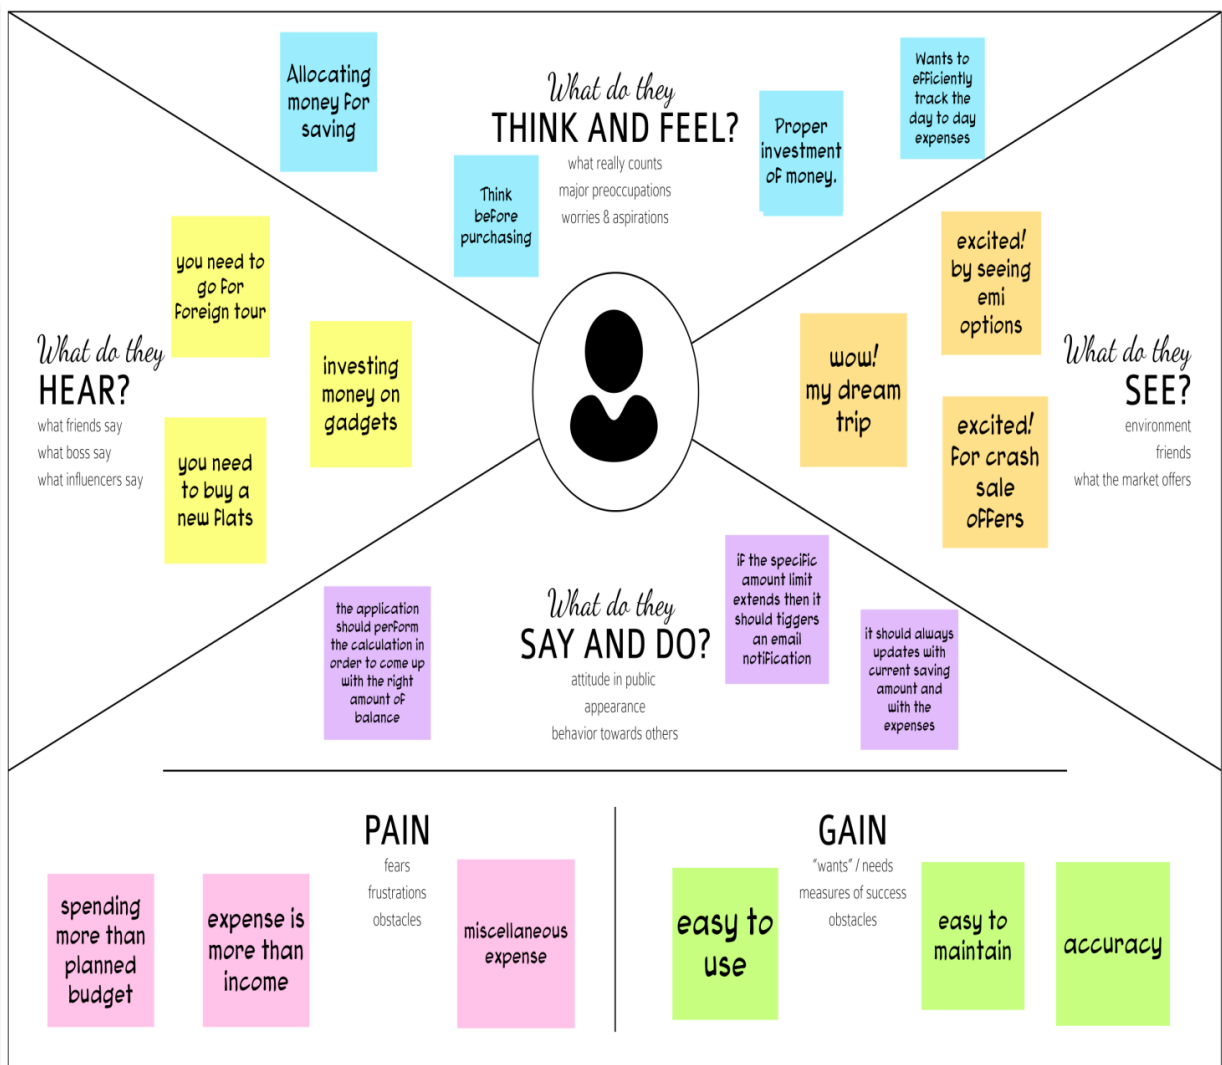 Allocating
money for
saving
What do they
THINK AND FEEL?
what really counts
major preoccupations
worries & aspirations
Think
before
purchasing
Proper
investment
of money.
Wants to
efficiently
track the
day to day
expenses
What do they
HEAR?
what friends say
what boss say
what influencers say
you need to
go for
foreign tour
investing
money on
gadgets
you need
to buy a
new flats
excited!
by seeing
emi
options
wow!
my dream
trip
excited!
for crash
sale
offers
What do they
SEE?
environment
friends
what the market offers
What do they
SAY AND DO?
attitude in public
appearance
behavior towards others
the application
should perform
the calculation in
order to come up
with the right
amount of
balance
if the specific
amount limit
extends then it
should tiggers
an email
notification
it should always
updates with
current saving
amount and
with the
expenses
PAIN
fears
frustrations
obstacles
spending
more than
planned
budget
expense is
more than
income
miscellaneous
expense
GAIN
"wants" / needs
measures of success
obstacles
easy to
use
easy to
maintain
accuracy